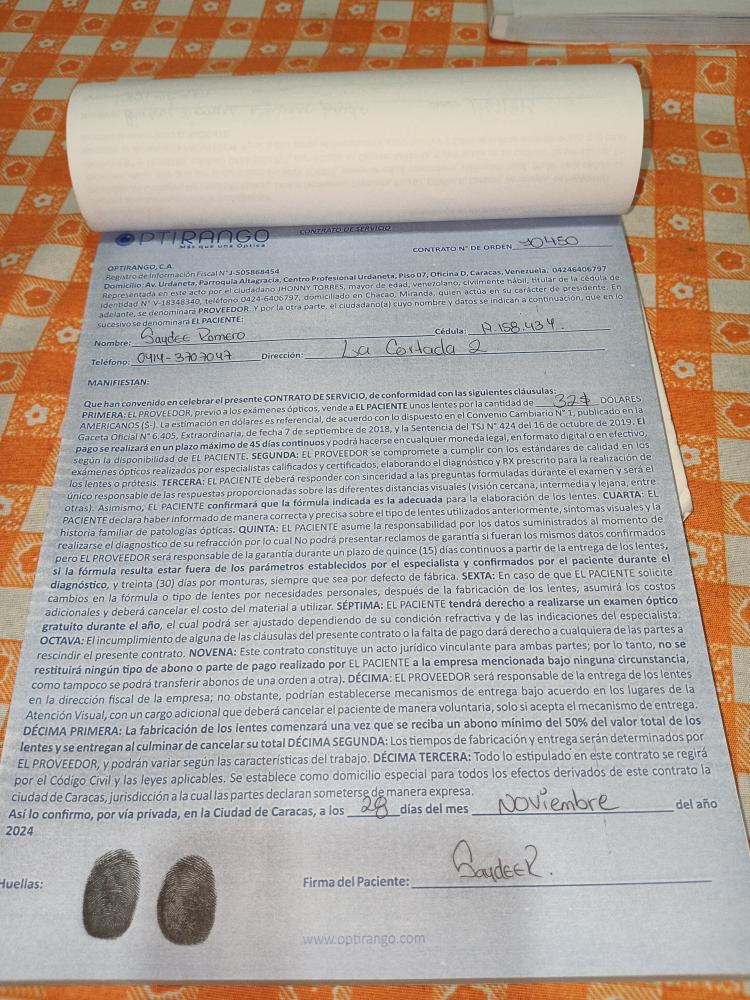 OPTIRANGO
Más que una Óptica
CONTRATO DE SERVICIO
CONTRATO N° DE ORDEN 10450
OPTIRANGO, C.A.
Registro de Información Fiscal N° J-505868454
Domicilio: Av. Urdaneta, Parroquia Altagracia, Centro Profesional Urdaneta, Piso 07, Oficina D, Caracas, Venezuela. 04246406797
Representada en este acto por el ciudadano JHONNY TORRES, mayor de edad, venezolano, civilmente hábil, titular de la cédula de
identidad N° V-18348340, teléfono 0424-6406797, domiciliado en Chacao, Miranda, quien actúa en su carácter de presidente. En
adelante, se denominará PROVEEDOR. Y por la otra parte, el ciudadano(a) cuyo nombre y datos se indican a continuación, que en lo
sucesivo se denominará EL PACIENTE:
Nombre: Saydee Romero Cédula: 17.158.434.
Teléfono: 0414-3707047 Dirección: La Cortada 2
MANIFIESTAN:
Que han convenido en celebrar el presente CONTRATO DE SERVICIO, de conformidad con las siguientes cláusulas:
PRIMERA: EL PROVEEDOR, previo a los exámenes ópticos, vende a EL PACIENTE unos lentes por la cantidad de 32$ DÓLARES
AMERICANOS ($-). La estimación en dólares es referencial, de acuerdo con lo dispuesto en el Convenio Cambiario N° 1, publicado en la
Gaceta Oficial N° 6.405, Extraordinaria, de fecha 7 de septiembre de 2018, y la Sentencia del TSJ N° 424 del 16 de octubre de 2019. El
pago se realizará en un plazo máximo de 45 días continuos y podrá hacerse en cualquier moneda legal, en formato digital o en efectivo,
según la disponibilidad de EL PACIENTE. SEGUNDA: EL PROVEEDOR se compromete a cumplir con los estándares de calidad en los
exámenes ópticos realizados por especialistas calificados y certificados, elaborando el diagnóstico y RX prescrito para la realización de
los lentes o prótesis. TERCERA: EL PACIENTE deberá responder con sinceridad a las preguntas formuladas durante el examen y será el
único responsable de las respuestas proporcionadas sobre las diferentes distancias visuales (visión cercana, intermedia y lejana, entre
otras). Asimismo, EL PACIENTE confirmará que la fórmula indicada es la adecuada para la elaboración de los lentes. CUARTA: EL
PACIENTE declara haber informado de manera correcta y precisa sobre el tipo de lentes utilizados anteriormente, síntomas visuales y la
historia familiar de patologías ópticas. QUINTA: EL PACIENTE asume la responsabilidad por los datos suministrados al momento de
realizarse el diagnostico de su refracción por lo cual No podrá presentar reclamos de garantía si fueran los mismos datos confirmados
pero EL PROVEEDOR será responsable de la garantía durante un plazo de quince (15) días continuos a partir de la entrega de los lentes,
si la fórmula resulta estar fuera de los parámetros establecidos por el especialista y confirmados por el paciente durante el
diagnóstico, y treinta (30) días por monturas, siempre que sea por defecto de fábrica. SEXTA: En caso de que EL PACIENTE solicite
cambios en la fórmula o tipo de lentes por necesidades personales, después de la fabricación de los lentes, asumirá los costos
adicionales y deberá cancelar el costo del material a utilizar. SÉPTIMA: EL PACIENTE tendrá derecho a realizarse un examen óptico
gratuito durante el año, el cual podrá ser ajustado dependiendo de su condición refractiva y de las indicaciones del especialista.
OCTAVA: El incumplimiento de alguna de las cláusulas del presente contrato o la falta de pago dará derecho a cualquiera de las partes a
rescindir el presente contrato. NOVENA: Este contrato constituye un acto jurídico vinculante para ambas partes; por lo tanto, no se
restituirá ningún tipo de abono o parte de pago realizado por EL PACIENTE a la empresa mencionada bajo ninguna circunstancia,
como tampoco se podrá transferir abonos de una orden a otra). DÉCIMA: EL PROVEEDOR será responsable de la entrega de los lentes
en la dirección fiscal de la empresa; no obstante, podrían establecerse mecanismos de entrega bajo acuerdo en los lugares de la
Atención Visual, con un cargo adicional que deberá cancelar el paciente de manera voluntaria, solo si acepta el mecanismo de entrega.
DÉCIMA PRIMERA: La fabricación de los lentes comenzará una vez que se reciba un abono mínimo del 50% del valor total de los
lentes y se entregan al culminar de cancelar su total DÉCIMA SEGUNDA: Los tiempos de fabricación y entrega serán determinados por
EL PROVEEDOR, y podrán variar según las características del trabajo. DÉCIMA TERCERA: Todo lo estipulado en este contrato se regirá
por el Código Civil y las leyes aplicables. Se establece como domicilio especial para todos los efectos derivados de este contrato la
ciudad de Caracas, jurisdicción a la cual las partes declaran someterse de manera expresa.
Así lo confirmo, por vía privada, en la Ciudad de Caracas, a los 28 días del mes Noviembre del año
2024
Huellas:
Firma del Paciente: SaydeeR.
www.optirango.com